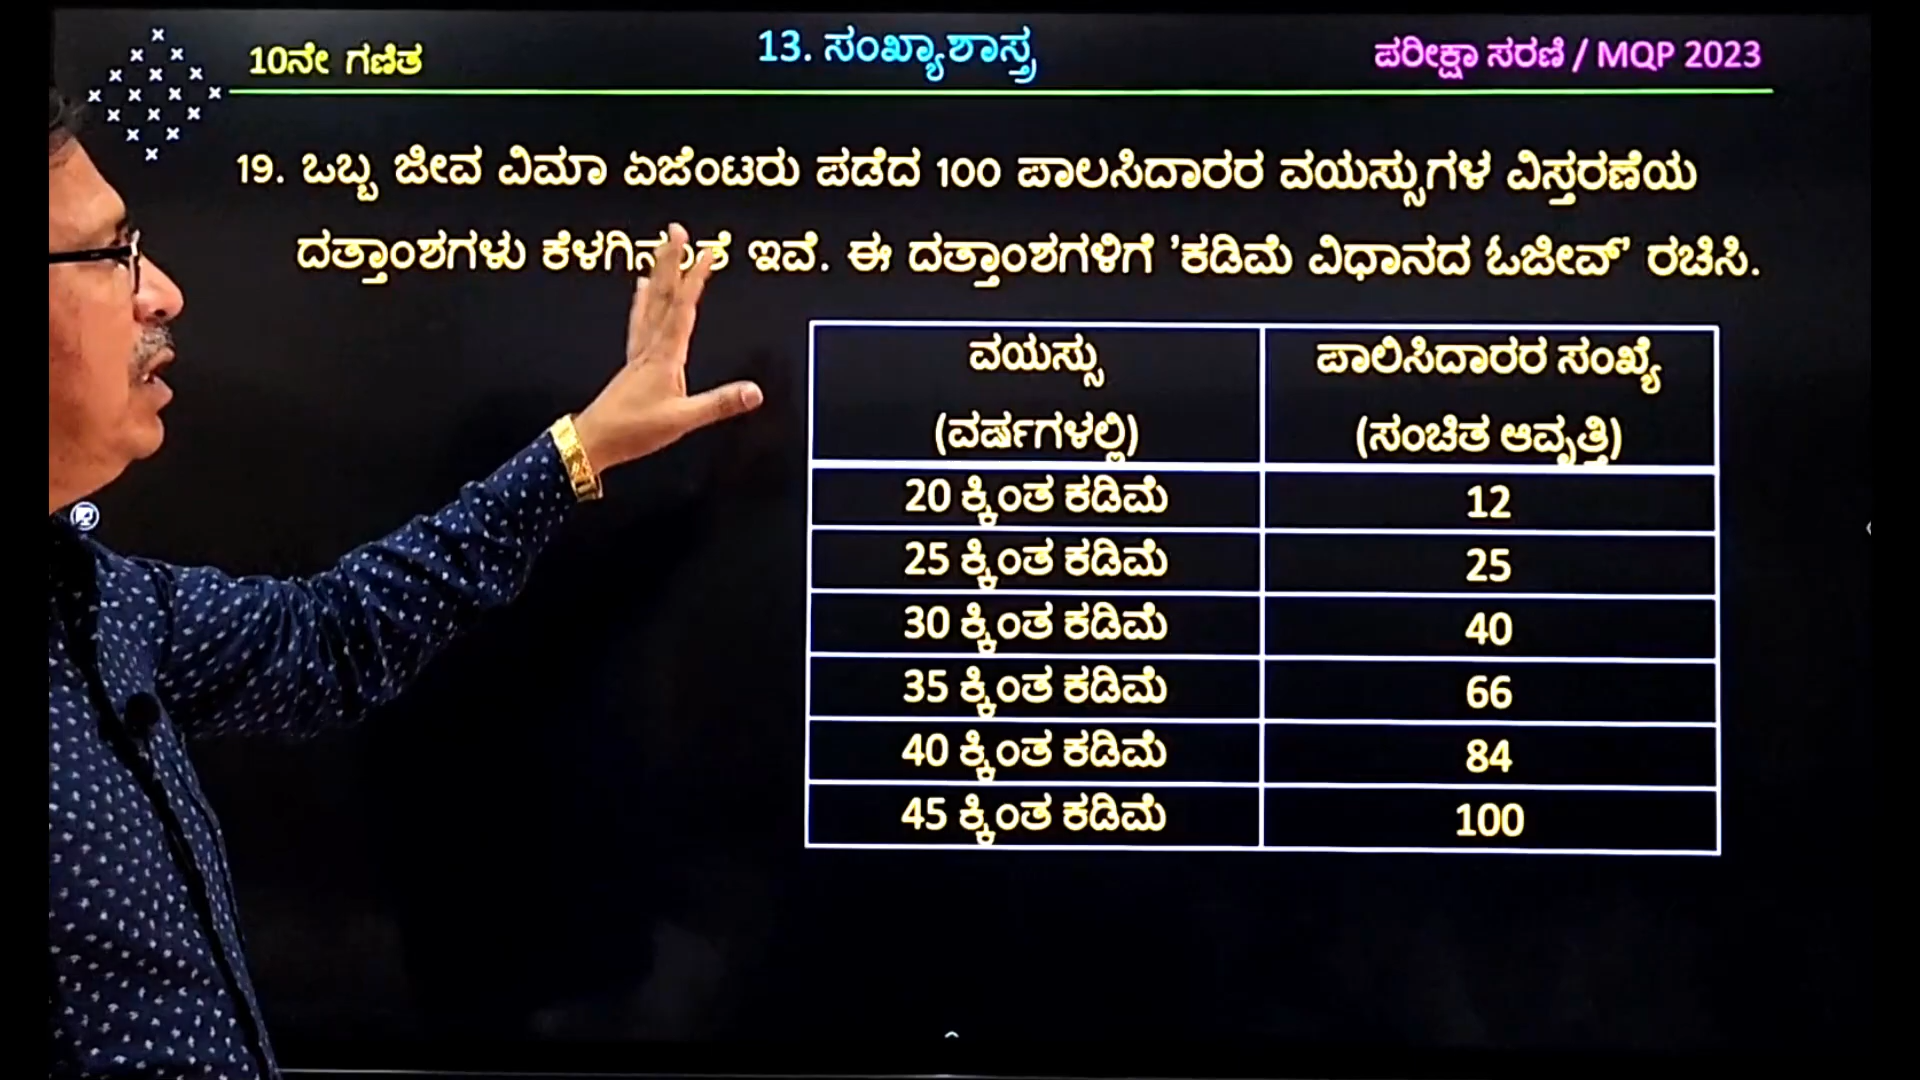 10ನೇ ಗಣಿತ
13. ಸಂಖ್ಯಾಶಾಸ್ತ್ರ
ಪರೀಕ್ಷಾ ಸರಣಿ / MQP 2023
19. ಒಬ್ಬ ಜೀವ ವಿಮಾ ಏಜೆಂಟರು ಪಡೆದ 100 ಪಾಲಸಿದಾರರ ವಯಸ್ಸುಗಳ ವಿಸ್ತರಣೆಯ
ದತ್ತಾಂಶಗಳು ಇವೆ. ಈ ದತ್ತಾಂಶಗಳಿಗೆ 'ಕಡಿಮೆ ವಿಧಾನದ ಓಜೀವ್' ರಚಿಸಿ.
ವಯಸ್ಸು
(ವರ್ಷಗಳಲ್ಲಿ)
ಪಾಲಿಸಿದಾರರ ಸಂಖ್ಯೆ
(ಸಂಚಿತ ಆವೃತ್ತಿ)
20 ಕ್ಕಿಂತ ಕಡಿಮೆ 12
25 ಕ್ಕಿಂತ ಕಡಿಮೆ 25
30 ಕ್ಕಿಂತ ಕಡಿಮೆ 40
35 ಕ್ಕಿಂತ ಕಡಿಮೆ 66
40 ಕ್ಕಿಂತ ಕಡಿಮೆ 84
45 ಕ್ಕಿಂತ ಕಡಿಮೆ 100